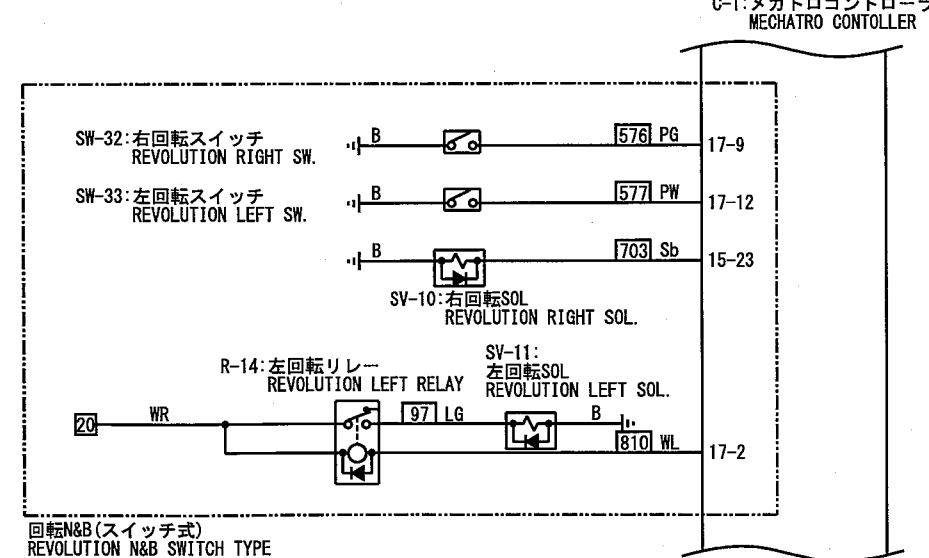 C-1:メカトロコントローラ
MECHATRO CONTOLLER
SW-32:右回転スイッチ
REVOLUTION RIGHT SW.
B
576 PG
17-9
SW-33:左回転スイッチ
REVOLUTION LEFT SW.
B
577 PW
17-12
B
703 Sb
15-23
SV-10:右回転SOL
REVOLUTION RIGHT SOL.
R-14:左回転リレー
REVOLUTION LEFT RELAY
SV-11:
左回転SOL
REVOLUTION LEFT SOL.
20
WR
97 LG
B
810 WL
17-2
回転N&B(スイッチ式)
REVOLUTION N&B SWITCH TYPE